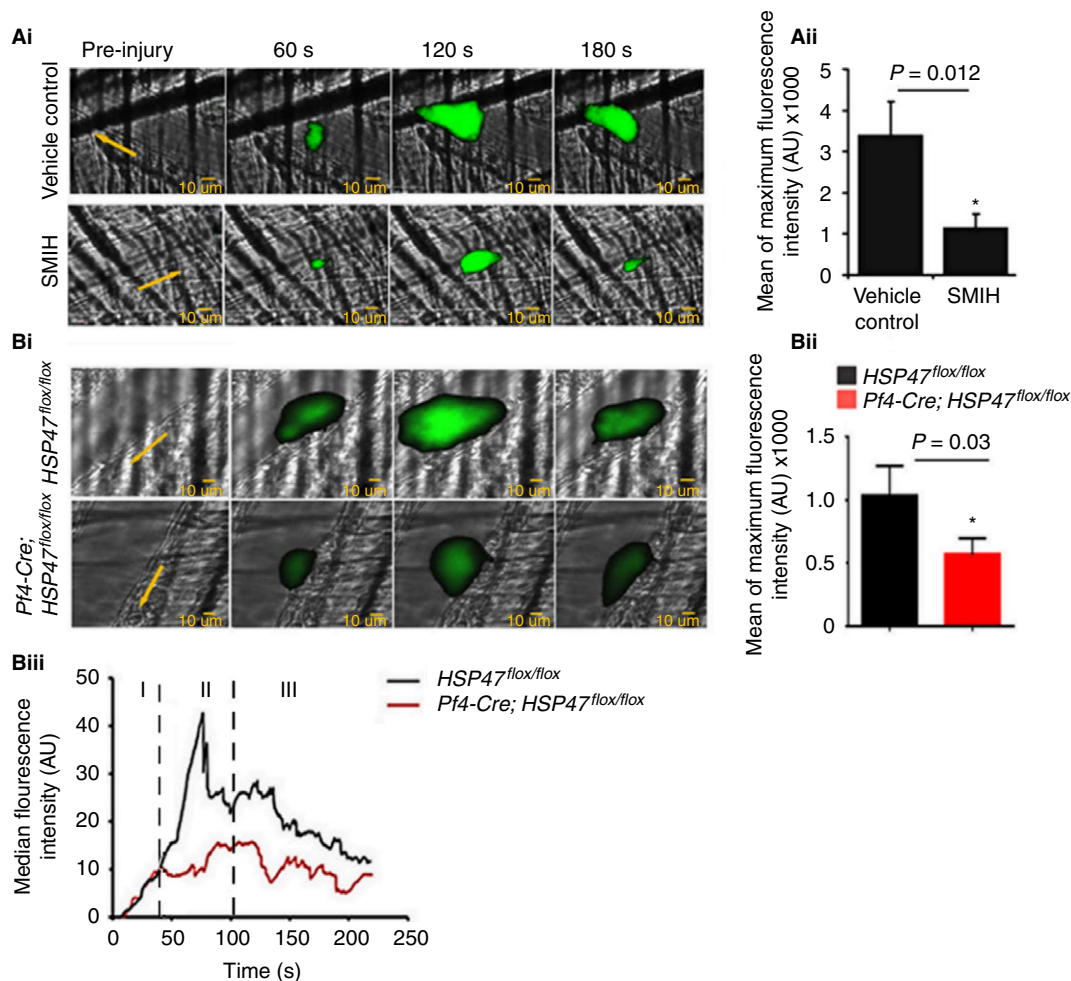 Ai
Pre-injury 60 s 120 s 180 s
Vehicle control
10 um 10 um 10 um 10 um
SMIH
10 um 10 um 10 um 10 um
Aii
Mean of maximum fluorescence
intensity (AU) x1000
5
4
3
2
1
0
P = 0.012
*
Vehicle
control
SMIH
Bi
HSP47flox/flox
10 um 10 um 10 um 10 um
Pf4-Cre;
HSP47flox/flox
10 um 10 um 10 um 10 um
Bii
HSP47flox/flox
Pf4-Cre; HSP47flox/flox
Mean of maximum fluorescence
intensity (AU) x1000
1.5
1.0
0.5
0
P = 0.03
*
Biii
Median flourescence
intensity (AU)
50
40
30
20
10
0
I II III
HSP47flox/flox
Pf4-Cre; HSP47flox/flox
0 50 100 150 200 250
Time (s)